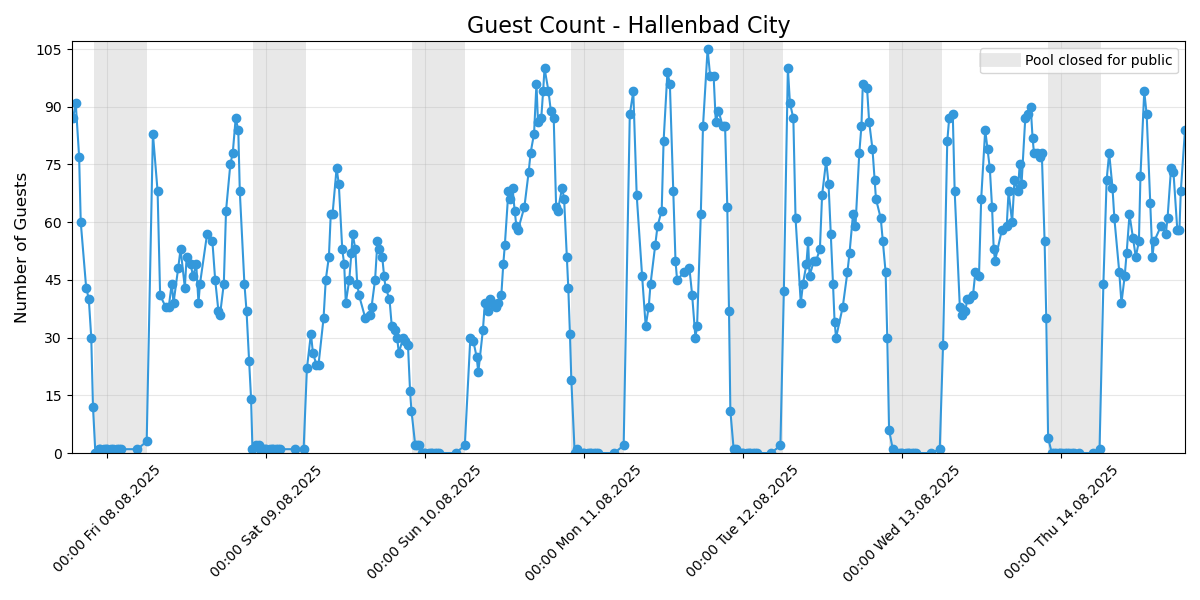 Guest Count - Hallenbad City
Pool closed for public
Number of Guests
105
90
75
60
45
30
15
0
00:00 Fri 08.08.2025
00:00 Sat 09.08.2025
00:00 Sun 10.08.2025
00:00 Mon 11.08.2025
00:00 Tue 12.08.2025
00:00 Wed 13.08.2025
00:00 Thu 14.08.2025